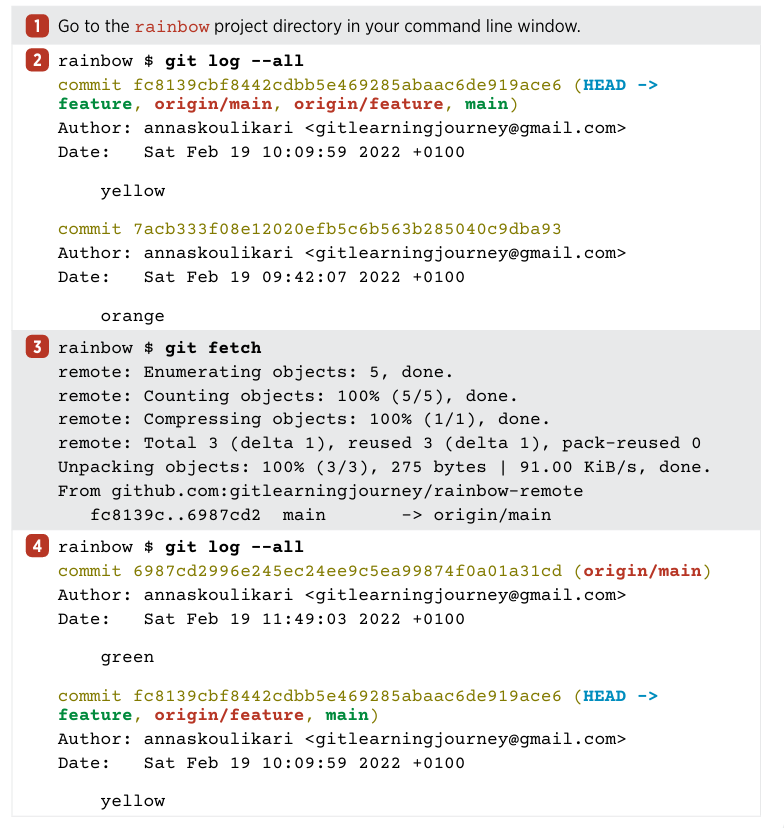 1 Go to the rainbow project directory in your command line window.
2 rainbow $ git log --all
commit fc8139cbf8442cdbb5e469285abaac6de919ace6 (HEAD ->
feature, origin/main, origin/feature, main)
Author: annaskoulikari <gitlearningjourney@gmail.com>
Date:   Sat Feb 19 10:09:59 2022 +0100
yellow
commit 7acb333f08e12020efb5c6b563b285040c9dba93
Author: annaskoulikari <gitlearningjourney@gmail.com>
Date:   Sat Feb 19 09:42:07 2022 +0100
orange
3 rainbow $ git fetch
remote: Enumerating objects: 5, done.
remote: Counting objects: 100% (5/5), done.
remote: Compressing objects: 100% (1/1), done.
remote: Total 3 (delta 1), reused 3 (delta 1), pack-reused 0
Unpacking objects: 100% (3/3), 275 bytes | 91.00 KiB/s, done.
From github.com:gitlearningjourney/rainbow-remote
fc8139c..6987cd2  main       -> origin/main
4 rainbow $ git log --all
commit 6987cd2996e245ec24ee9c5ea99874f0a01a31cd (origin/main)
Author: annaskoulikari <gitlearningjourney@gmail.com>
Date:   Sat Feb 19 11:49:03 2022 +0100
green
commit fc8139cbf8442cdbb5e469285abaac6de919ace6 (HEAD ->
feature, origin/feature, main)
Author: annaskoulikari <gitlearningjourney@gmail.com>
Date:   Sat Feb 19 10:09:59 2022 +0100
yellow